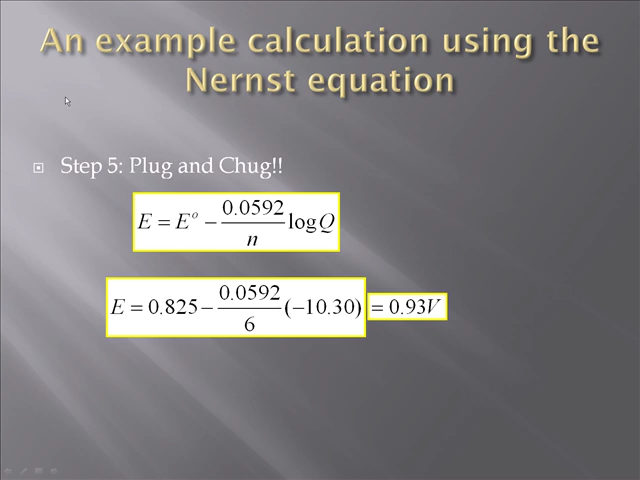 An example calculation using the
Nernst equation
Step 5: Plug and Chug!!
E = E° − 0.0592/n log Q
E = 0.825 − 0.0592/6 (−10.30) = 0.93V